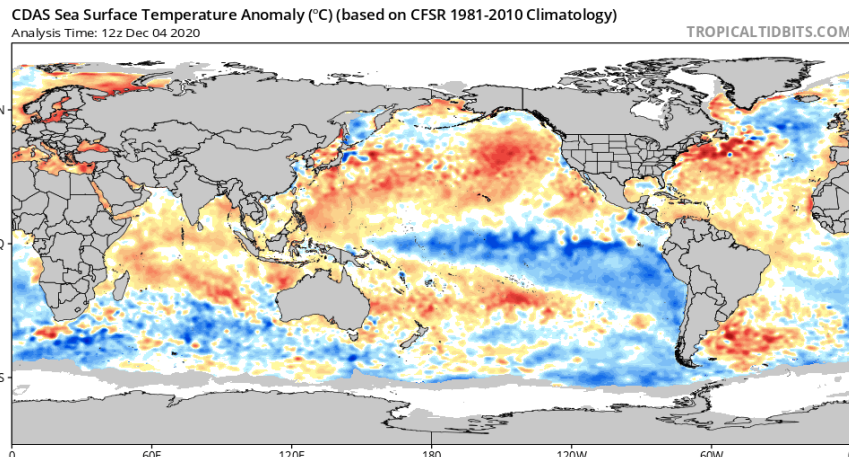 CDAS Sea Surface Temperature Anomaly (°C) (based on CFSR 1981-2010 Climatology)
Analysis Time: 12z Dec 04 2020
TROPICALTIDBITS.COM
N
Q
S
0 60E 120E 180 120W 60W